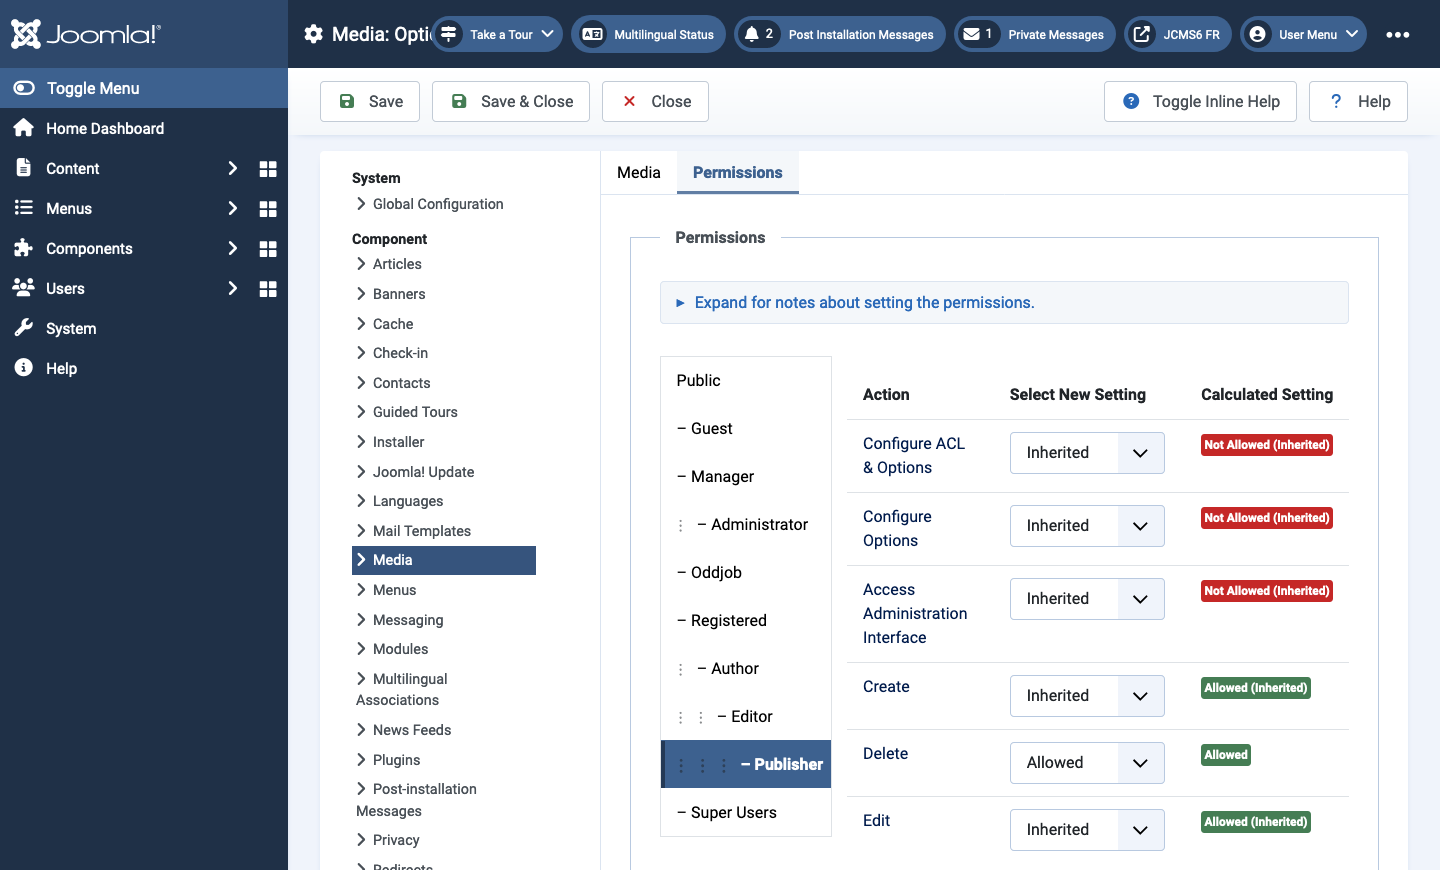 Joomla!®
Media: Opti
Take a Tour
Multilingual Status
2 Post Installation Messages
1 Private Messages
JCMS6 FR
User Menu
Toggle Menu
Home Dashboard
Content
Menus
Components
Users
System
Help
Save
Save & Close
Close
Toggle Inline Help
Help
System
Global Configuration
Component
Articles
Banners
Cache
Check-in
Contacts
Guided Tours
Installer
Joomla! Update
Languages
Mail Templates
Media
Menus
Messaging
Modules
Multilingual
Associations
News Feeds
Plugins
Post-installation
Messages
Privacy
Redirects
Media
Permissions
Permissions
Expand for notes about setting the permissions.
Public
– Guest
– Manager
⋮ – Administrator
– Oddjob
– Registered
⋮ – Author
⋮ ⋮ – Editor
⋮ ⋮ ⋮ – Publisher
– Super Users
Action Select New Setting Calculated Setting
Configure ACL
& Options
Inherited
Not Allowed (Inherited)
Configure
Options
Inherited
Not Allowed (Inherited)
Access
Administration
Interface
Inherited
Not Allowed (Inherited)
Create
Inherited
Allowed (Inherited)
Delete
Allowed
Allowed
Edit
Inherited
Allowed (Inherited)